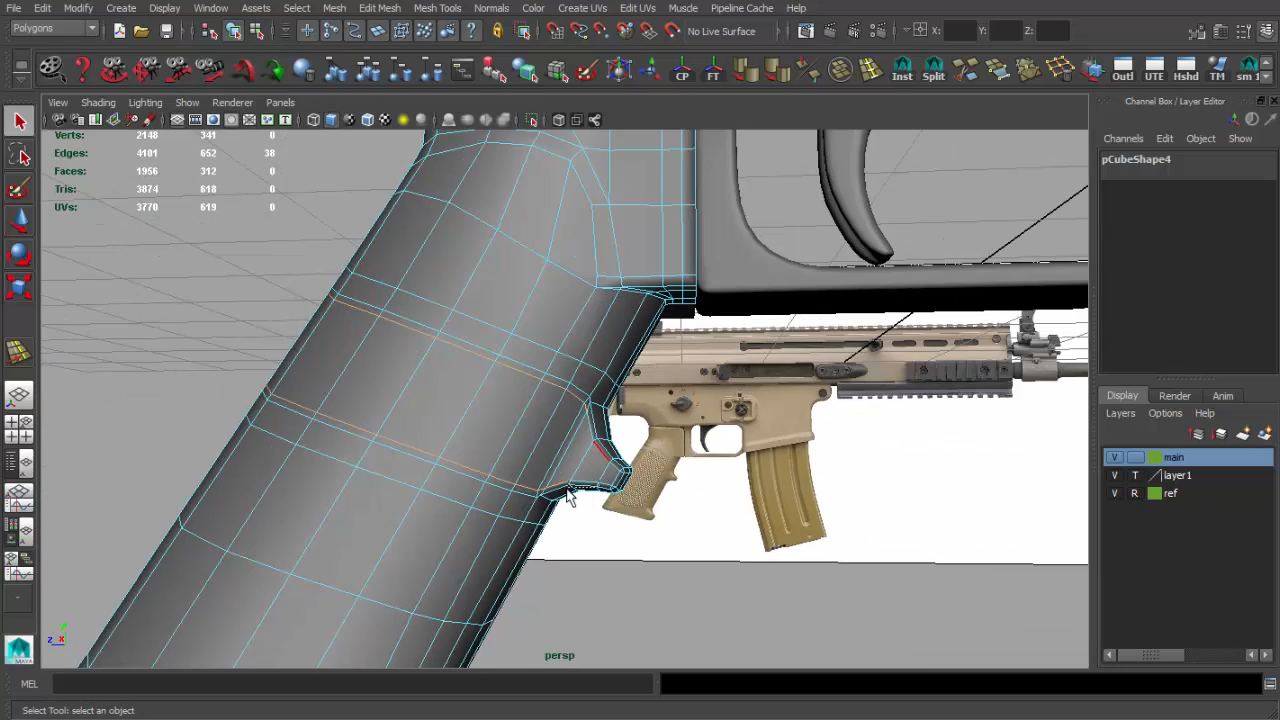 File Edit Modify Create Display Window Assets Select Mesh Edit Mesh Mesh Tools Normals Color Create UVs Edit UVs Muscle Pipeline Cache Help
Polygons No Live Surface X: Y: Z:
CP FT Inst Split Outl UTE Hshd TM sm 1
View Shading Lighting Show Renderer Panels
Channel Box / Layer Editor
Channels Edit Object Show
pCubeShape4
Verts: 2148 341 0
Edges: 4101 652 38
Faces: 1956 312 0
Tris: 3874 618 0
UVs: 3770 619 0
Display Render Anim
Layers Options Help
V main
V T layer1
V R ref
y
z x
persp
MAYA
MEL
Select Tool: select an object